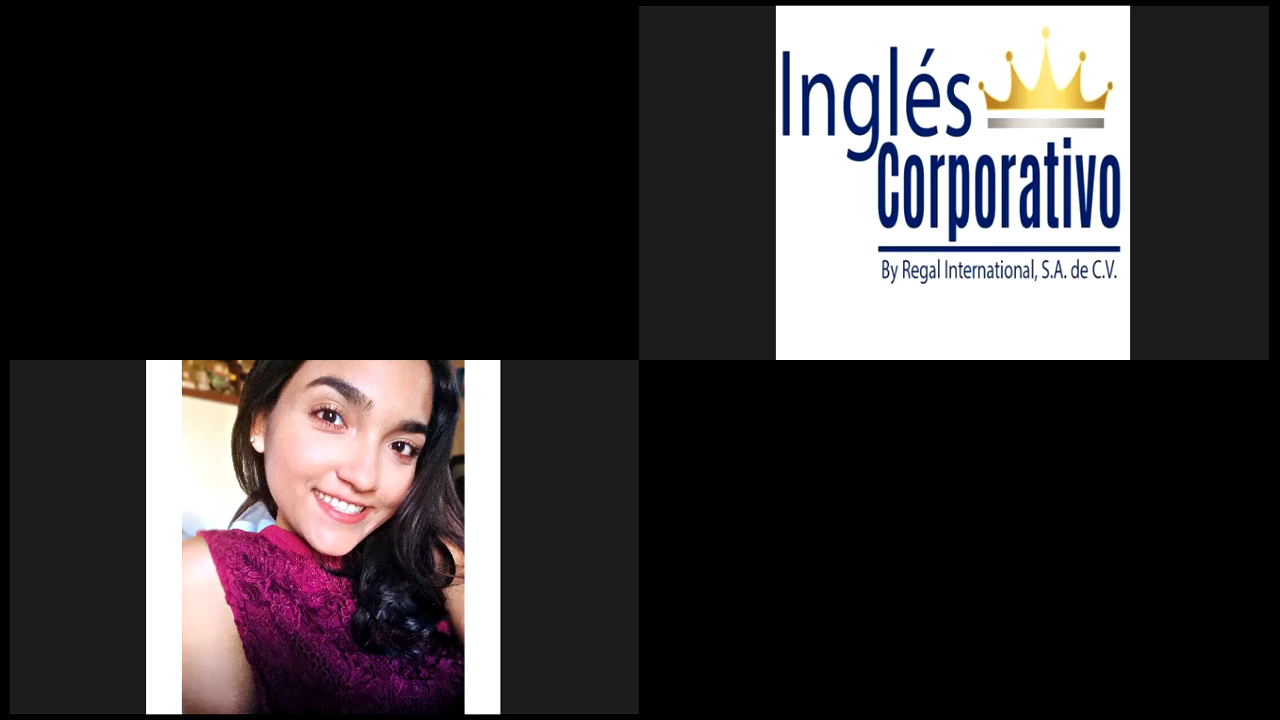 Inglés
Corporativo
By Regal International, S.A. de C.V.